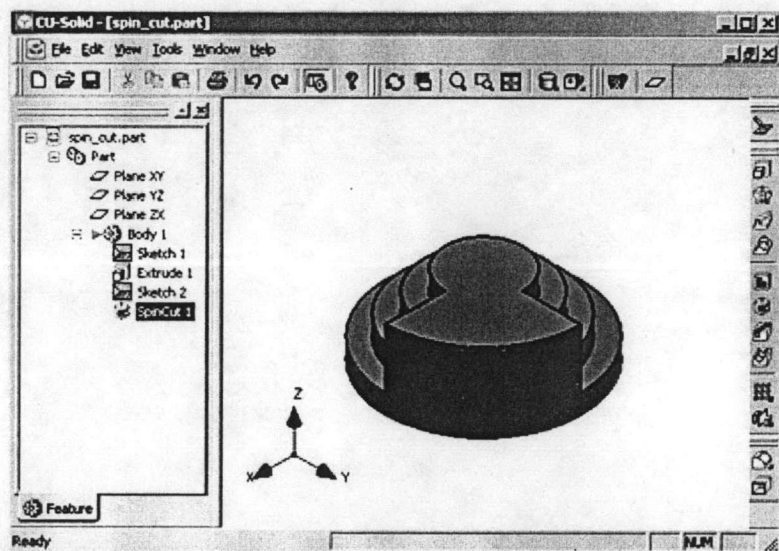 CU-Solid - [spin_cut.part]
File Edit View Tools Window Help
spin_cut.part
Part
Plane XY
Plane YZ
Plane ZX
Body 1
Sketch 1
Extrude 1
Sketch 2
SpinCut 1
Z
X
Y
Feature
Ready
NUM